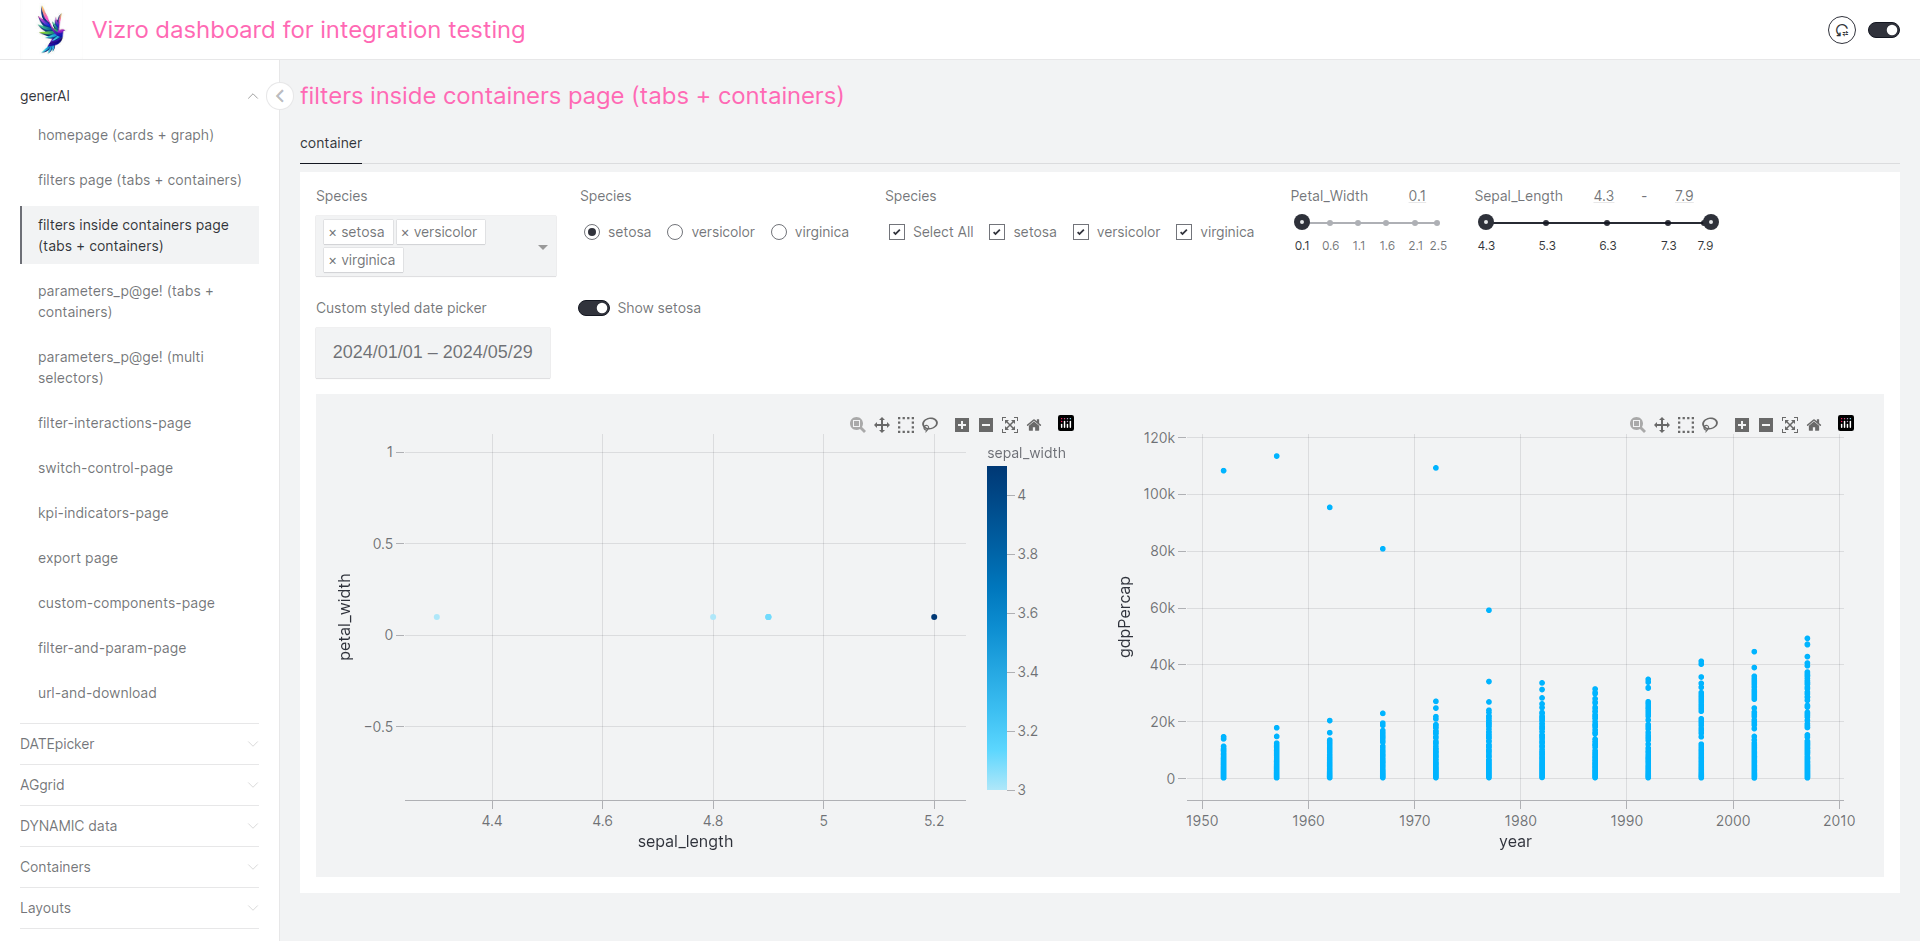 Vizro dashboard for integration testing
generAI
homepage (cards + graph)
filters page (tabs + containers)
filters inside containers page
(tabs + containers)
parameters_p@ge! (tabs +
containers)
parameters_p@ge! (multi
selectors)
filter-interactions-page
switch-control-page
kpi-indicators-page
export page
custom-components-page
filter-and-param-page
url-and-download
DATEpicker
AGgrid
DYNAMIC data
Containers
Layouts
filters inside containers page (tabs + containers)
container
Species
× setosa × versicolor
× virginica
Species
setosa versicolor virginica
Species
Select All setosa versicolor virginica
Petal_Width 0.1
0.1 0.6 1.1 1.6 2.1 2.5
Sepal_Length 4.3 - 7.9
4.3 5.3 6.3 7.3 7.9
Custom styled date picker
2024/01/01 – 2024/05/29
Show setosa
sepal_width
1
0.5
0
−0.5
petal_width
4.4 4.6 4.8 5 5.2
sepal_length
4
3.8
3.6
3.4
3.2
3
120k
100k
80k
60k
40k
20k
0
gdpPercap
1950 1960 1970 1980 1990 2000 2010
year